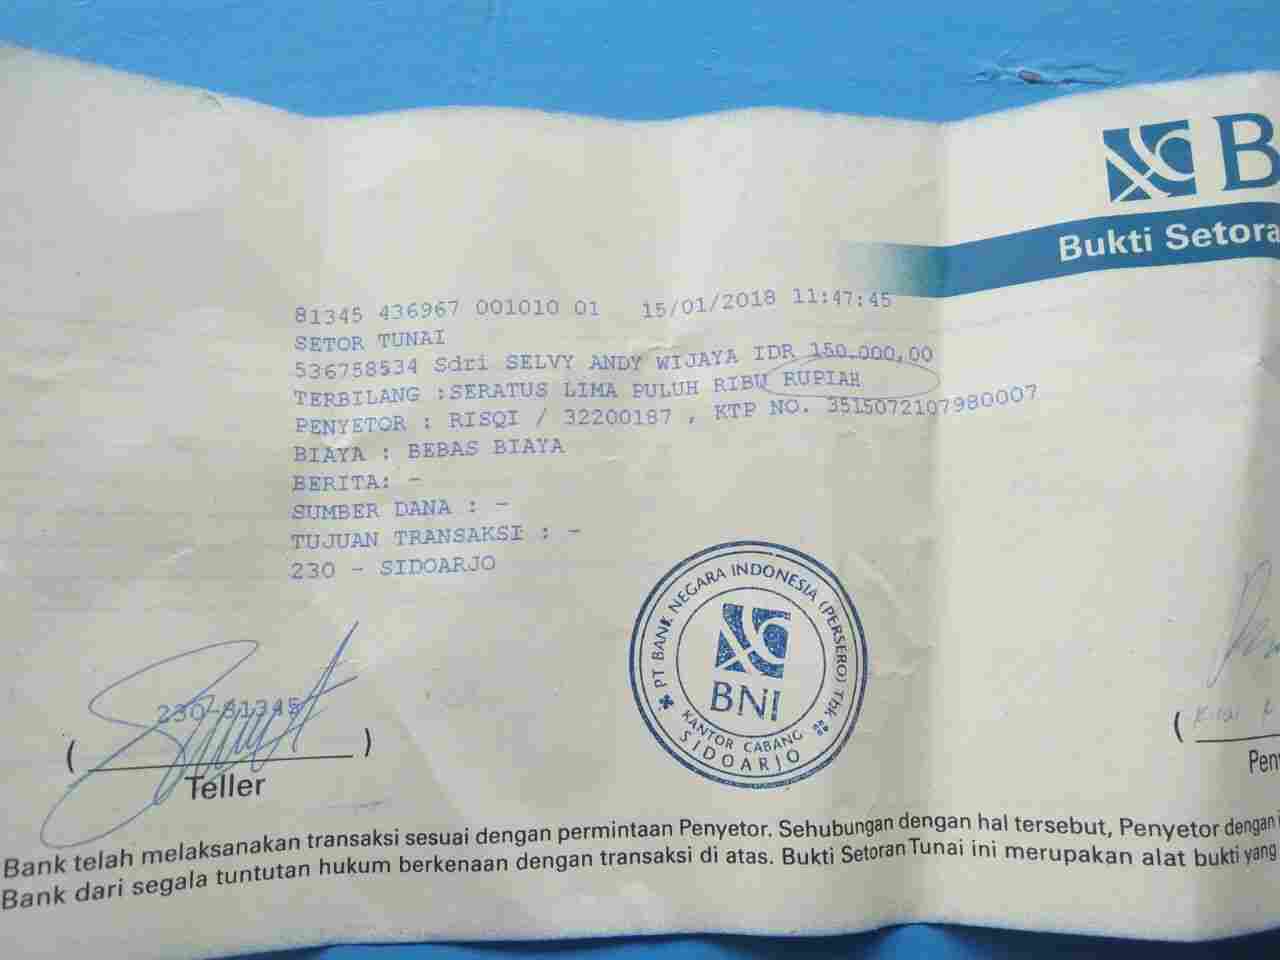 B
Bukti Setora
81345 436967 001010 01 15/01/2018 11:47:45
SETOR TUNAI
536758534 Sdri SELVY ANDY WIJAYA IDR 150.000,00
TERBILANG :SERATUS LIMA PULUH RIBU RUPIAH
PENYETOR : RISQI / 32200187 , KTP NO. 3515072107980007
BIAYA : BEBAS BIAYA
BERITA: -
SUMBER DANA : -
TUJUAN TRANSAKSI : -
230 - SIDOARJO
PT BANK NEGARA INDONESIA (PERSERO) Tbk
BNI
KANTOR CABANG
SIDOARJO
230-81345
( )
Teller
(
Peny
Bank telah melaksanakan transaksi sesuai dengan permintaan Penyetor. Sehubungan dengan hal tersebut, Penyetor dengan
Bank dari segala tuntutan hukum berkenaan dengan transaksi di atas. Bukti Setoran Tunai ini merupakan alat bukti yang